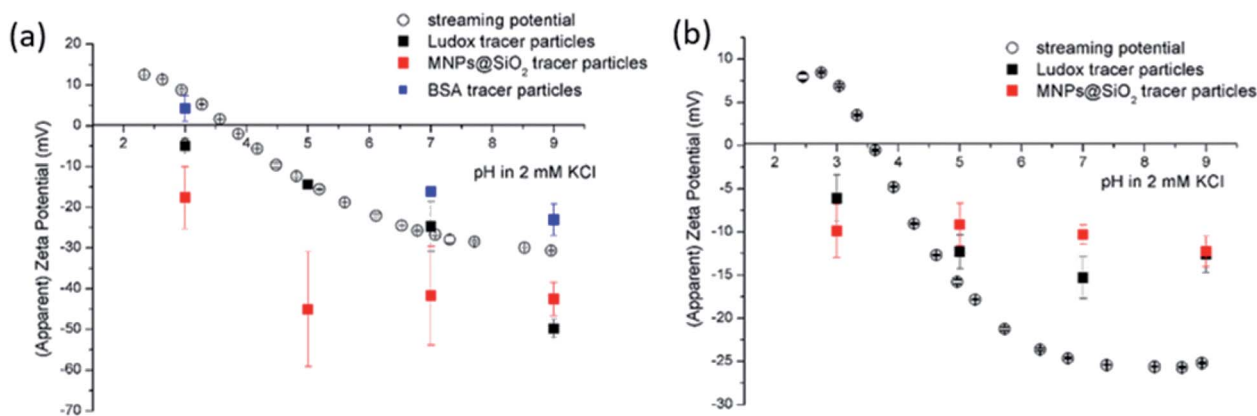 (a)
streaming potential
Ludox tracer particles
MNPs@SiO2 tracer particles
BSA tracer particles
(Apparent) Zeta Potential (mV)
20
10
0
-10
-20
-30
-40
-50
-60
-70
2 3 4 5 6 7 8 9
pH in 2 mM KCl
(b)
streaming potential
Ludox tracer particles
MNPs@SiO2 tracer particles
(Apparent) Zeta Potential (mV)
10
5
0
-5
-10
-15
-20
-25
-30
2 3 4 5 6 7 8 9
pH in 2 mM KCl